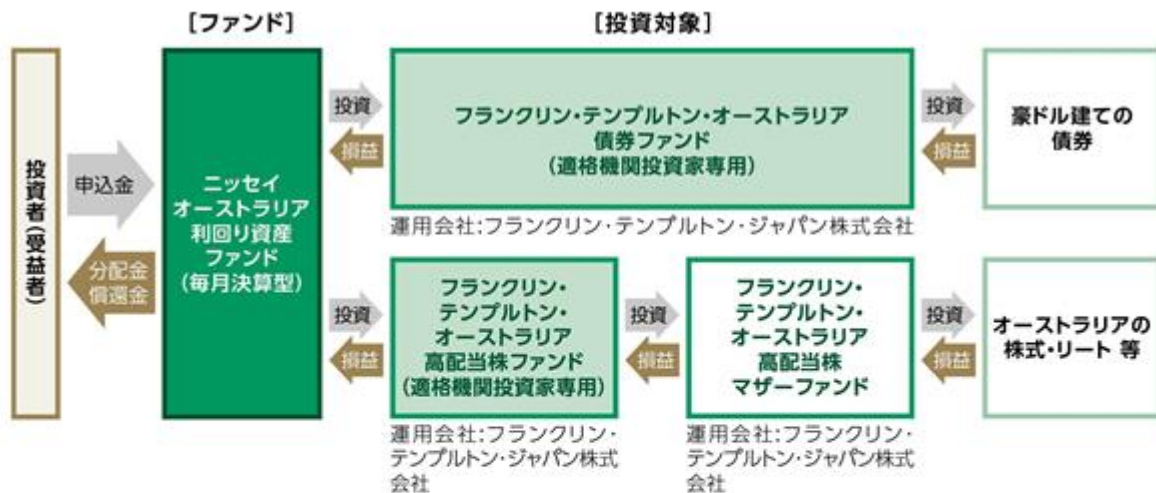 [ファンド]
[投資対象]
投資者(受益者)
申込金
分配金
償還金
ニッセイ
オーストラリア
利回り資産
ファンド
(毎月決算型)
投資
損益
フランクリン・テンプルトン・オーストラリア
債券ファンド
(適格機関投資家専用)
運用会社:フランクリン・テンプルトン・ジャパン株式会社
投資
損益
豪ドル建ての
債券
投資
損益
フランクリン・
テンプルトン・
オーストラリア
高配当株ファンド
(適格機関投資家専用)
運用会社:フランクリン・
テンプルトン・ジャパン株式
会社
投資
損益
フランクリン・
テンプルトン・
オーストラリア
高配当株
マザーファンド
運用会社:フランクリン・
テンプルトン・ジャパン株式
会社
投資
損益
オーストラリアの
株式・リート 等